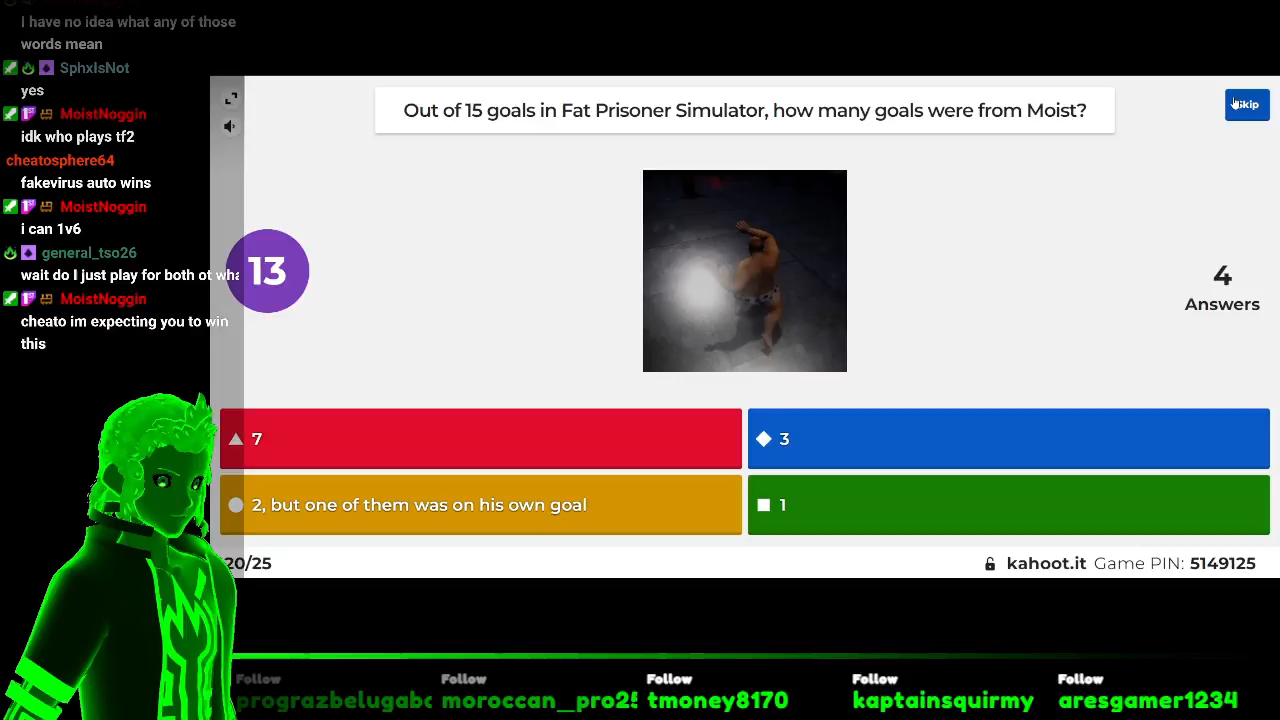 I have no idea what any of those
words mean
SphxIsNot
yes
MoistNoggin
idk who plays tf2
cheatosphere64
fakevirus auto wins
MoistNoggin
i can 1v6
general_tso26
wait do I just play for both ot wha
MoistNoggin
cheato im expecting you to win
this
Out of 15 goals in Fat Prisoner Simulator, how many goals were from Moist?
Skip
13
4
Answers
7
3
2, but one of them was on his own goal
1
20/25
kahoot.it Game PIN: 5149125
Follow
prograzbelugabc
Follow
moroccan_pro25
Follow
tmoney8170
Follow
kaptainsquirmy
Follow
aresgamer1234